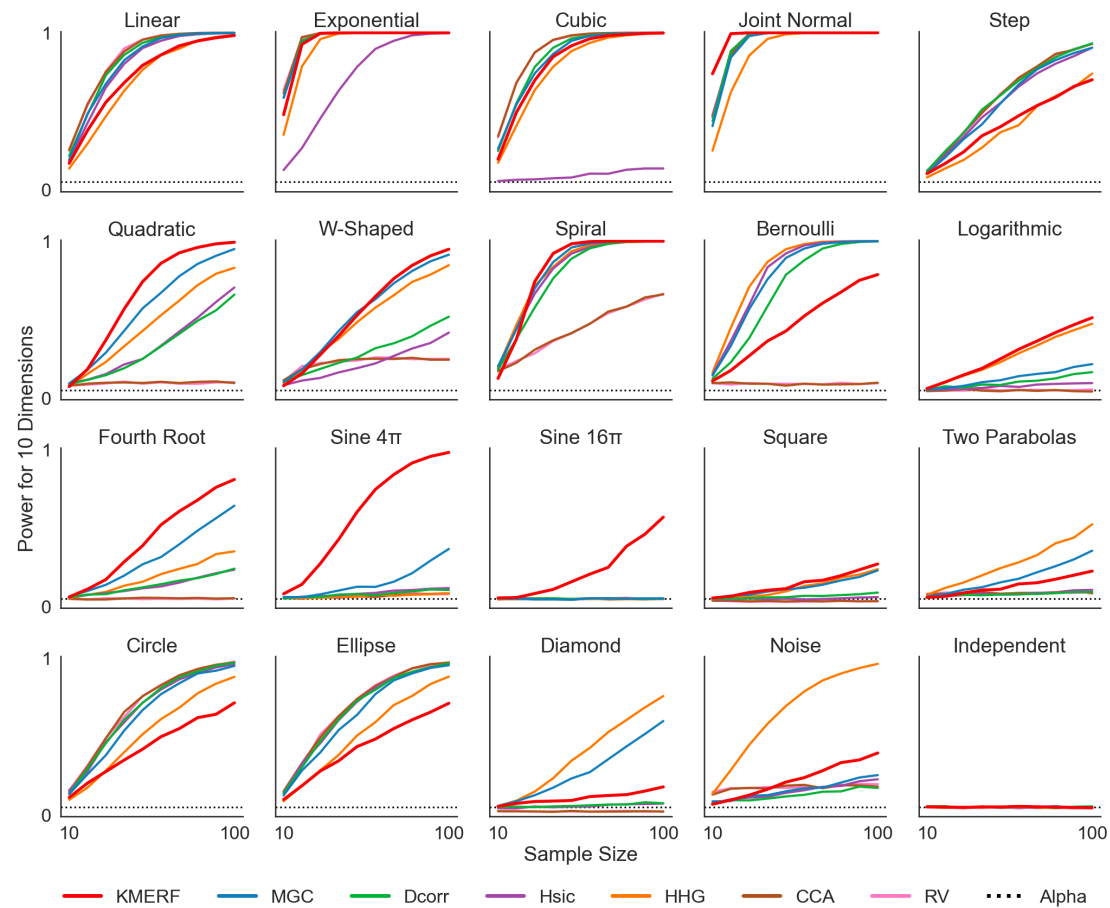 Linear Exponential Cubic Joint Normal Step
1
0
Quadratic W-Shaped Spiral Bernoulli Logarithmic
1
0
Power for 10 Dimensions
Fourth Root Sine 4π Sine 16π Square Two Parabolas
1
0
Circle Ellipse Diamond Noise Independent
1
0
10 100 10 100 10 100 10 100 10 100
Sample Size
KMERF MGC Dcorr Hsic HHG CCA RV Alpha